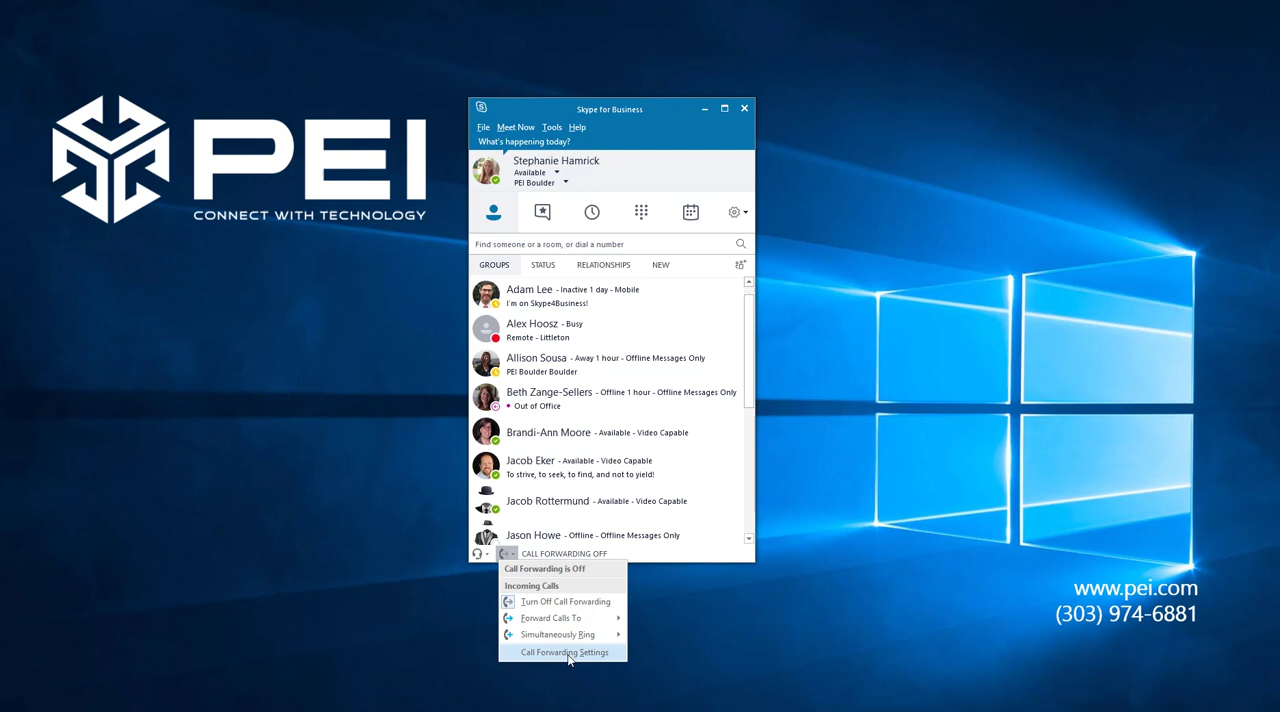 PEI
CONNECT WITH TECHNOLOGY
Skype for Business
File Meet Now Tools Help
What's happening today?
Stephanie Hamrick
Available
PEI Boulder
Find someone or a room, or dial a number
GROUPS STATUS RELATIONSHIPS NEW
Adam Lee - Inactive 1 day - Mobile
I'm on Skype4Business!
Alex Hoosz - Busy
Remote - Littleton
Allison Sousa - Away 1 hour - Offline Messages Only
PEI Boulder Boulder
Beth Zange-Sellers - Offline 1 hour - Offline Messages Only
• Out of Office
Brandi-Ann Moore - Available - Video Capable
Jacob Eker - Available - Video Capable
To strive, to seek, to find, and not to yield!
Jacob Rottermund - Available - Video Capable
Jason Howe - Offline - Offline Messages Only
CALL FORWARDING OFF
Call Forwarding is Off
Incoming Calls
Turn Off Call Forwarding
Forward Calls To
Simultaneously Ring
Call Forwarding Settings
www.pei.com
(303) 974-6881